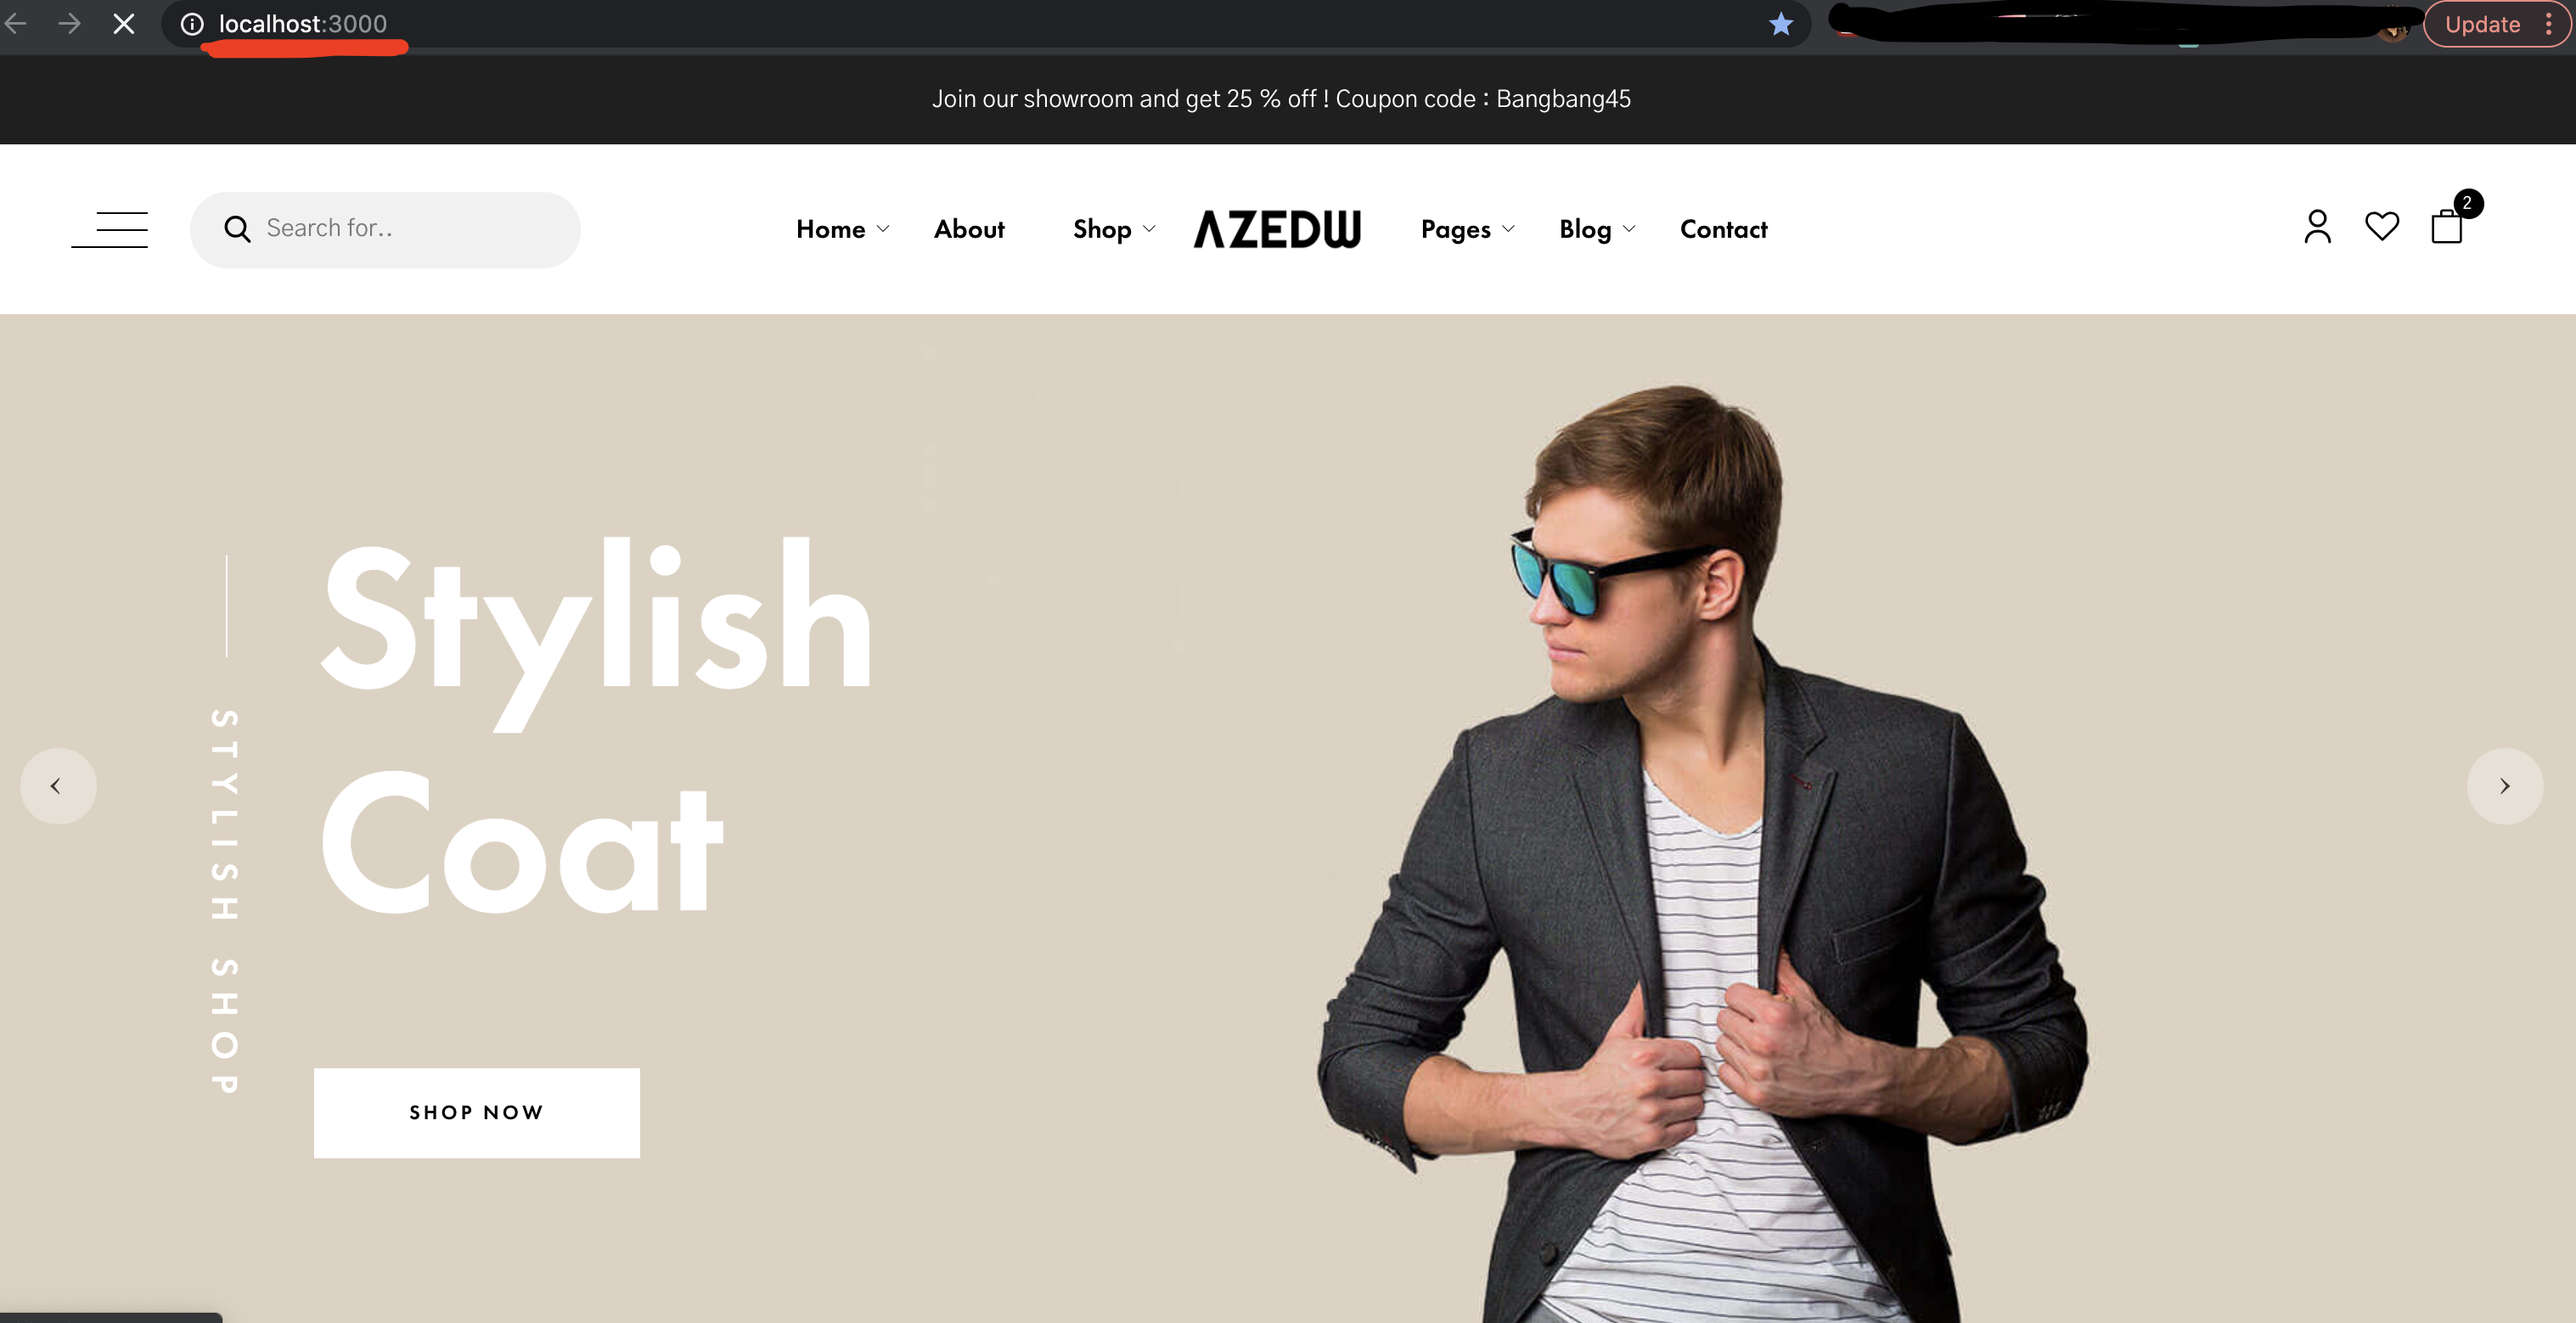 localhost:3000
Update
Join our showroom and get 25 % off ! Coupon code : Bangbang45
Search for..
Home
About
Shop
AZEDW
Pages
Blog
Contact
2
Stylish
Coat
STYLISH SHOP
SHOP NOW